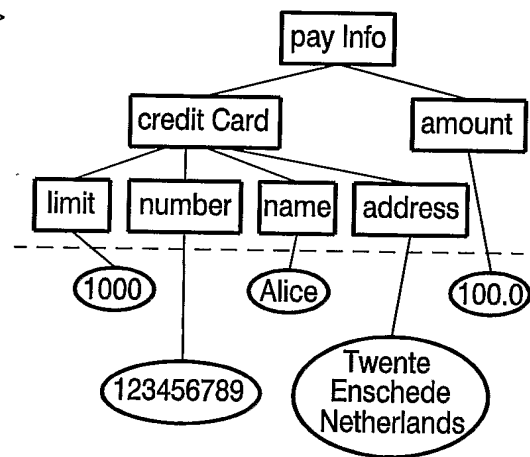 pay Info
credit Card
amount
limit
number
name
address
1000
Alice
100.0
123456789
Twente
Enschede
Netherlands